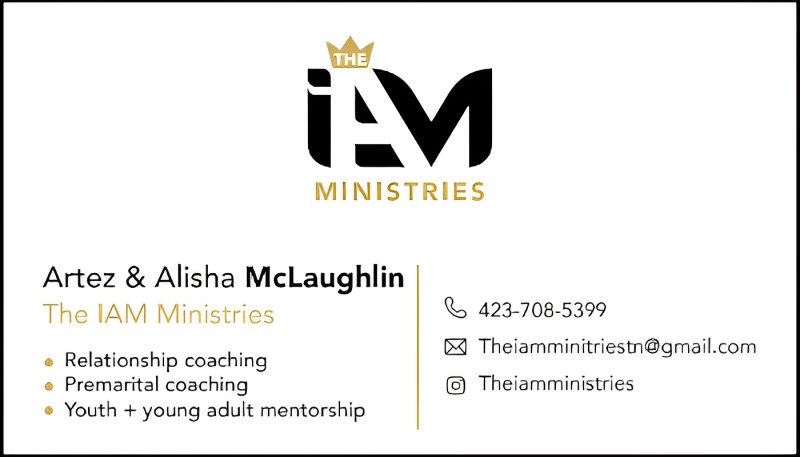 THE
iAM
MINISTRIES
Artez & Alisha McLaughlin
The IAM Ministries
Relationship coaching
Premarital coaching
Youth + young adult mentorship
423-708-5399
Theiamminitriestn@gmail.com
Theiamministries